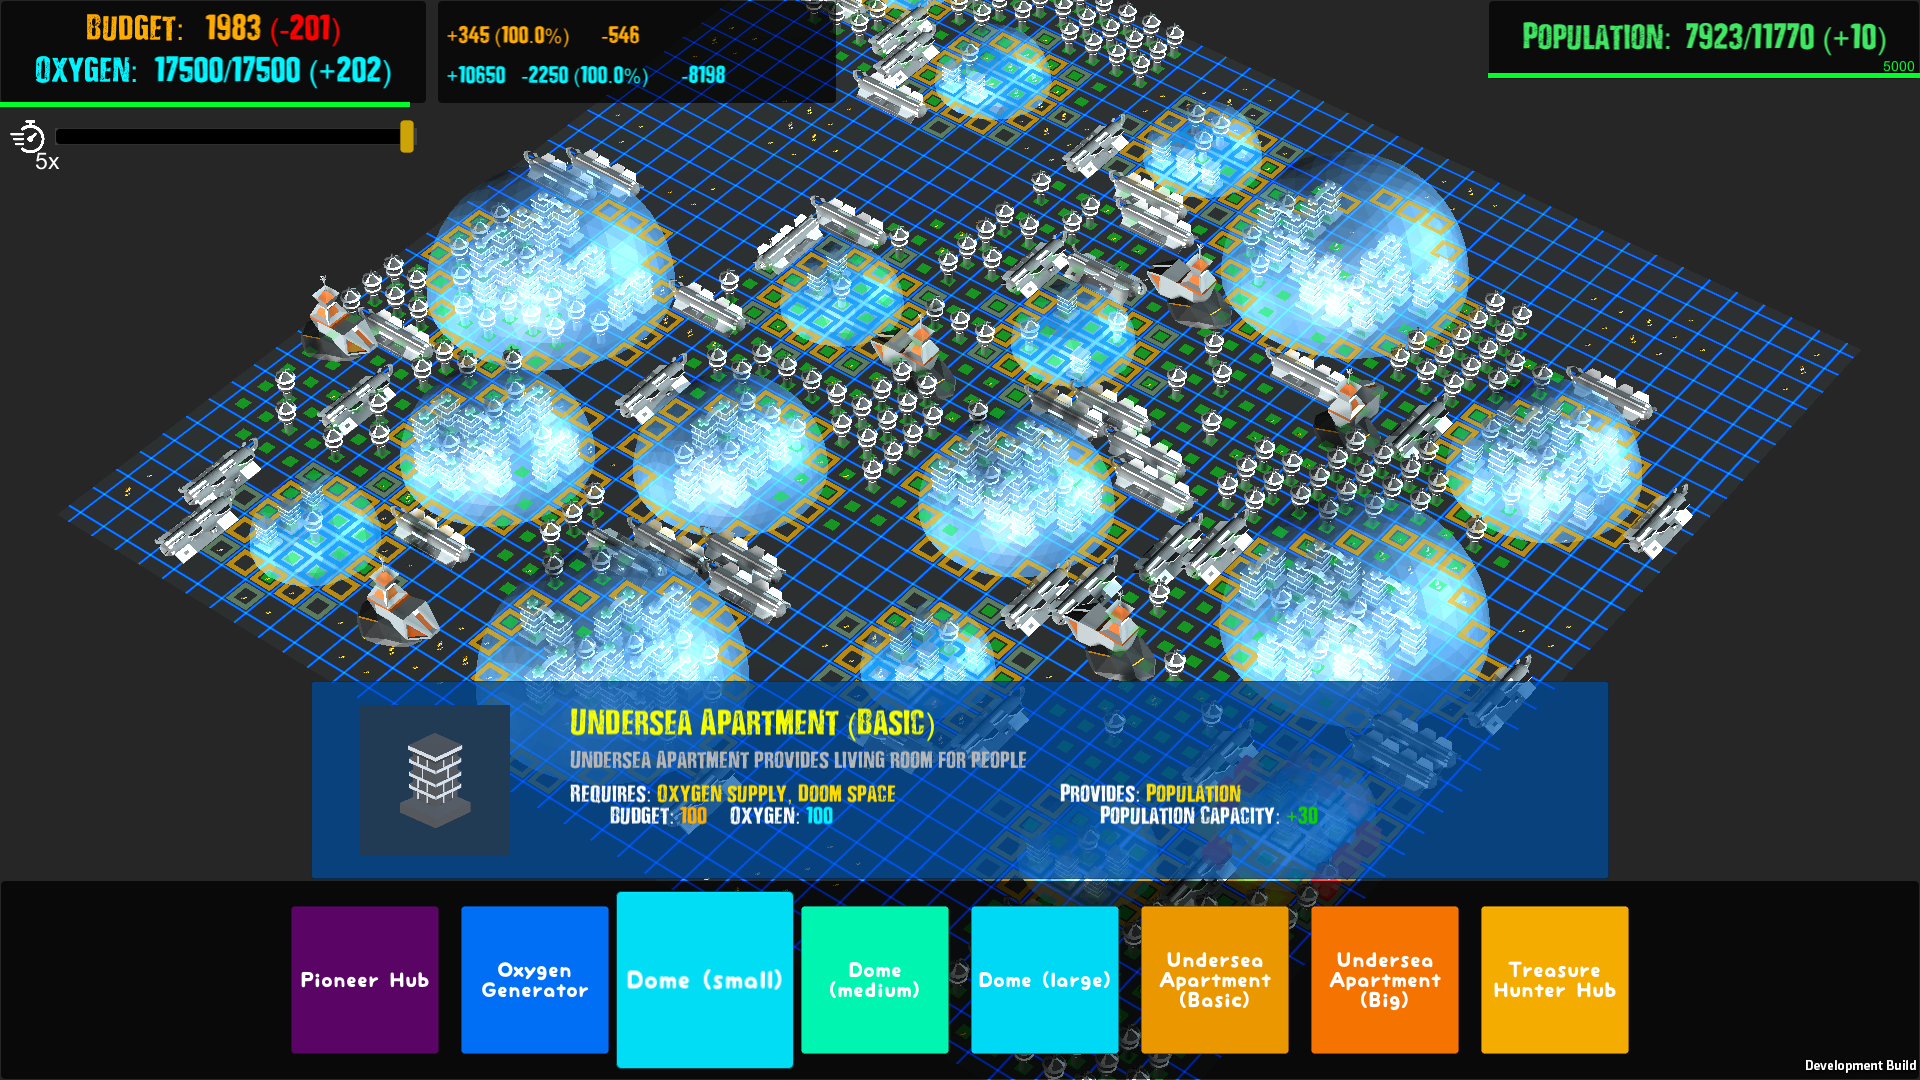 Budget: 1983 (-201)
Oxygen: 17500/17500 (+202)
+345 (100.0%) -546
+10650 -2250 (100.0%) -8198
Population: 7923/11770 (+10)
5000
5x
Undersea Apartment (Basic)
Undersea Apartment provides living room for people
Requires: Oxygen supply, Doom space
Budget: 100 Oxygen: 100
Provides: Population
Population Capacity: +30
Pioneer Hub
Oxygen
Generator
Dome (small)
Dome
(medium)
Dome (large)
Undersea
Apartment
(Basic)
Undersea
Apartment
(Big)
Treasure
Hunter Hub
Development Build